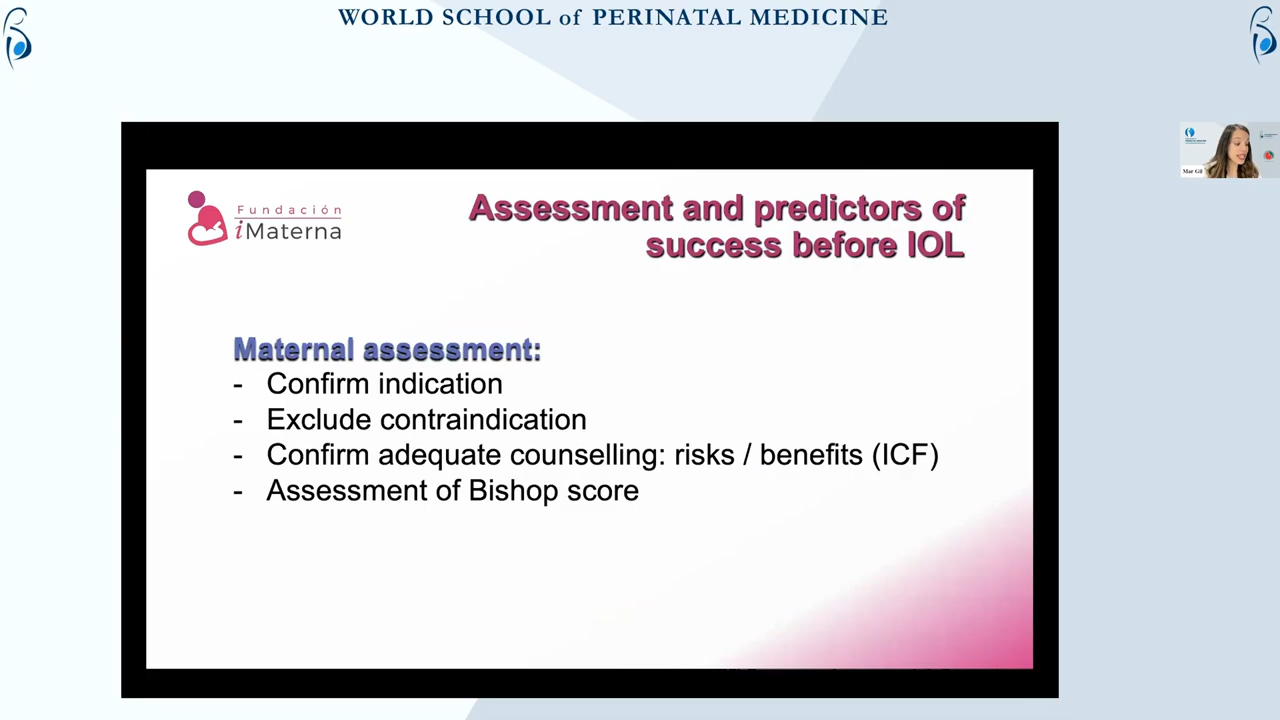 WORLD SCHOOL of PERINATAL MEDICINE
Fundación
iMaterna
Assessment and predictors of
success before IOL
Maternal assessment:
- Confirm indication
- Exclude contraindication
- Confirm adequate counselling: risks / benefits (ICF)
- Assessment of Bishop score
Mar Gil